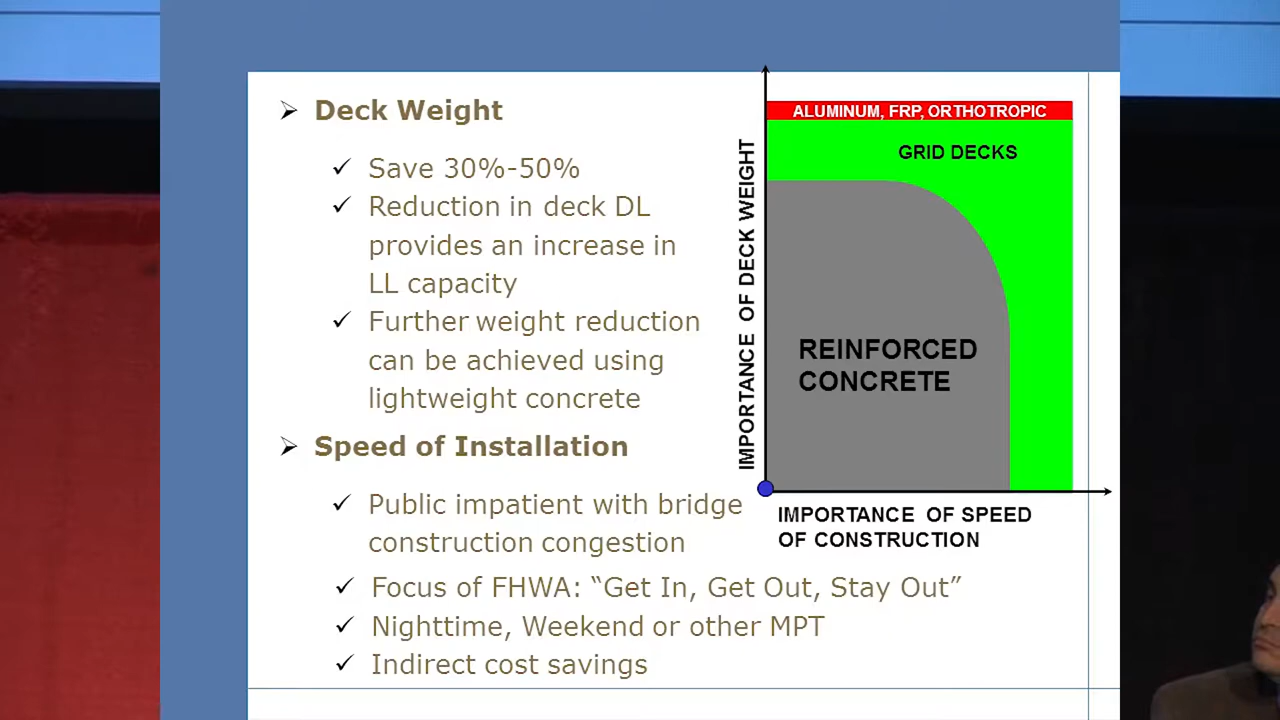 Deck Weight
Save 30%-50%
Reduction in deck DL
provides an increase in
LL capacity
Further weight reduction
can be achieved using
lightweight concrete
Speed of Installation
Public impatient with bridge
construction congestion
Focus of FHWA: “Get In, Get Out, Stay Out”
Nighttime, Weekend or other MPT
Indirect cost savings
ALUMINUM, FRP, ORTHOTROPIC
GRID DECKS
REINFORCED
CONCRETE
IMPORTANCE OF DECK WEIGHT
IMPORTANCE OF SPEED
OF CONSTRUCTION